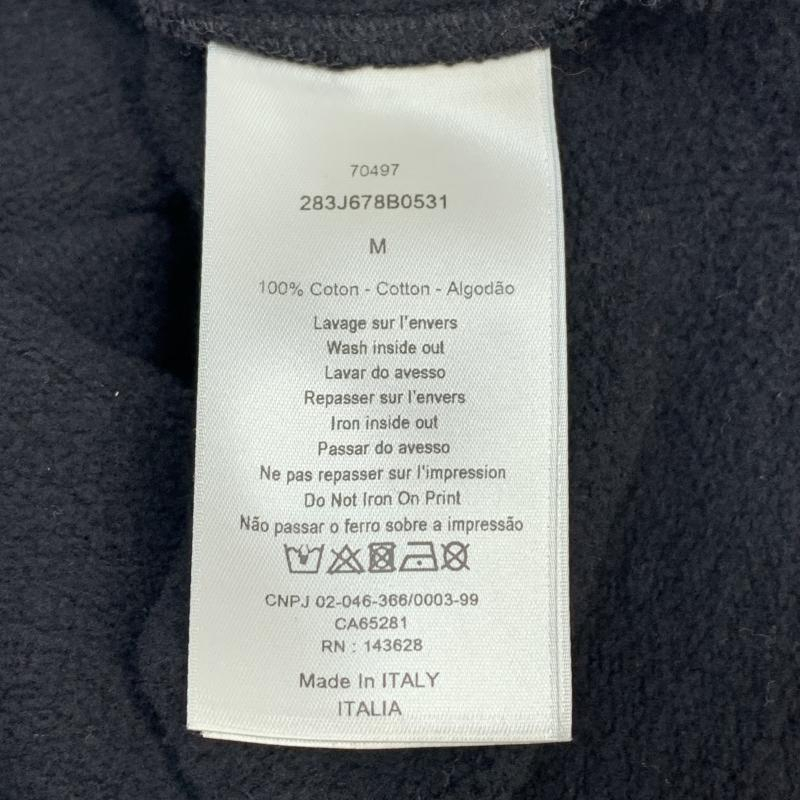 70497
283J678B0531
M
100% Coton - Cotton - Algodão
Lavage sur l'envers
Wash inside out
Lavar do avesso
Repasser sur l'envers
Iron inside out
Passar do avesso
Ne pas repasser sur l'impression
Do Not Iron On Print
Não passar o ferro sobre a impressão
CNPJ 02-046-366/0003-99
CA65281
RN : 143628
Made In ITALY
ITALIA